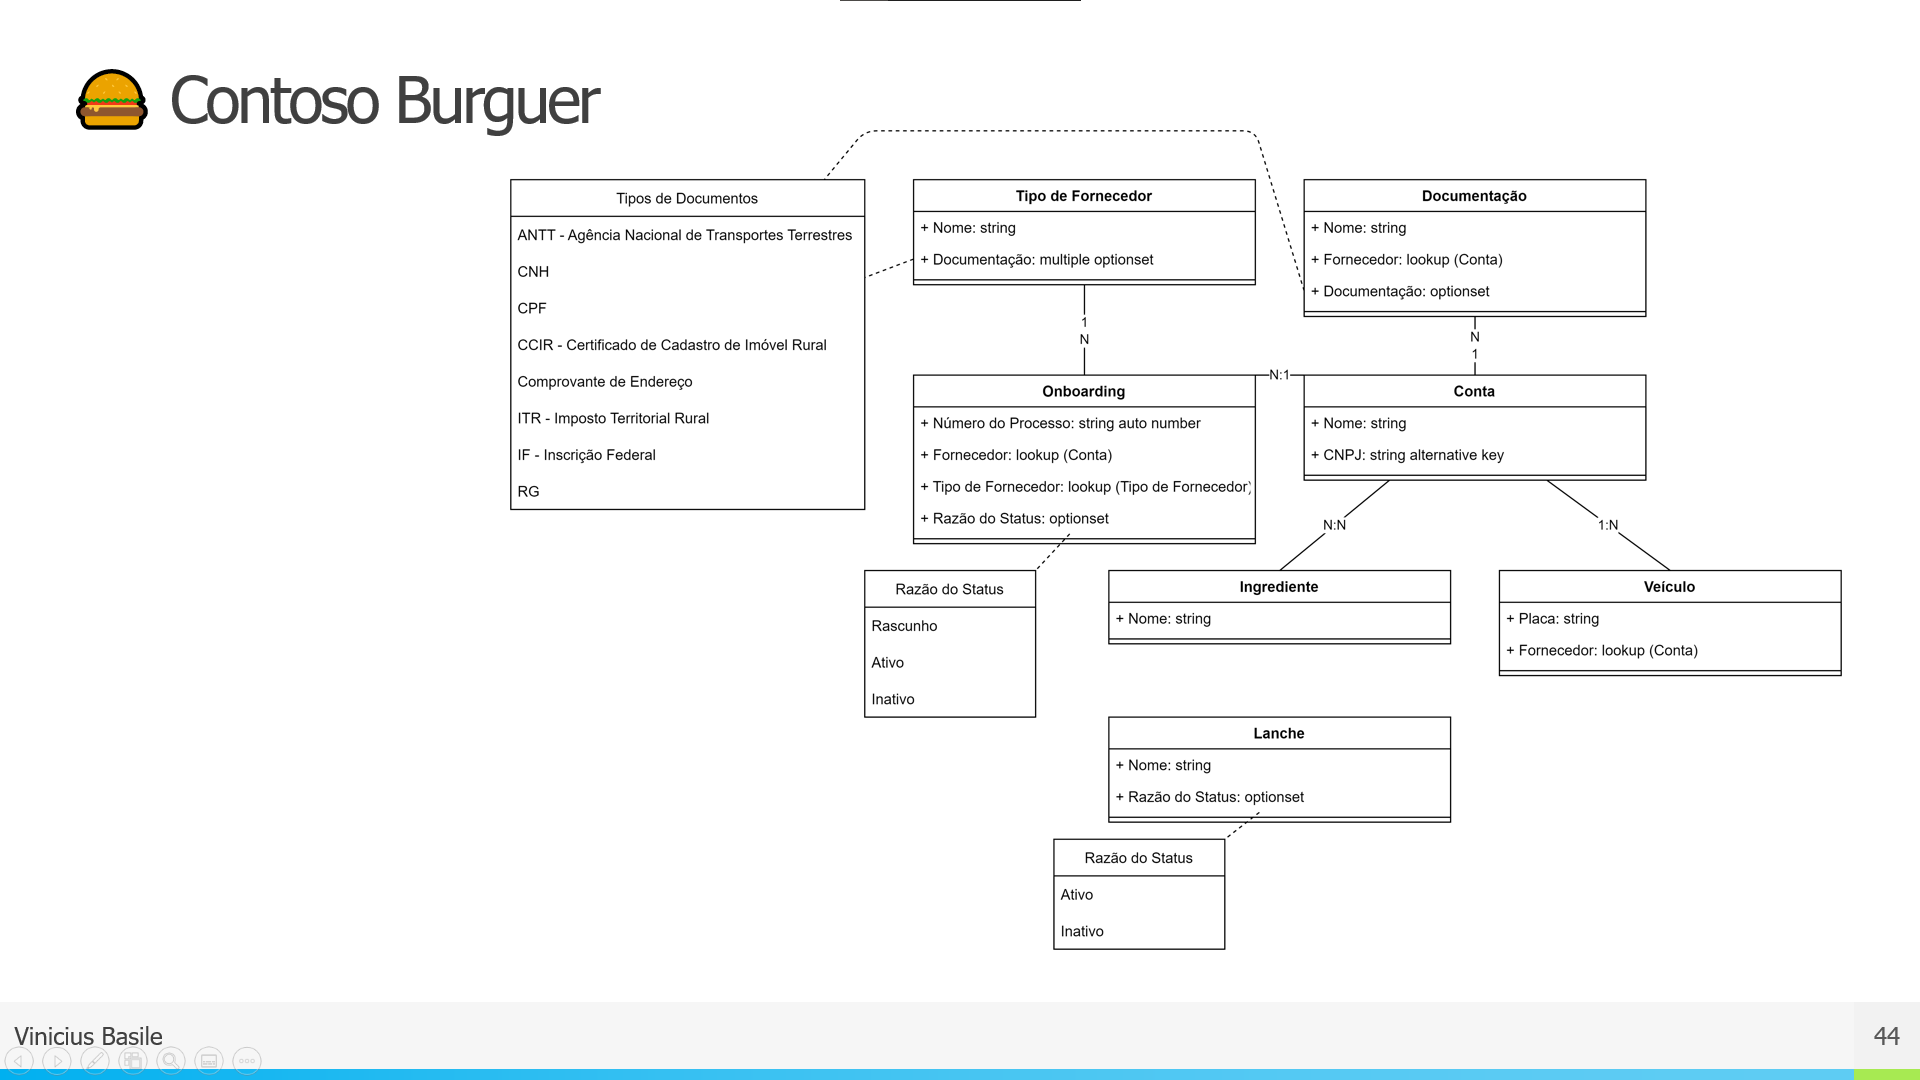 Contoso Burguer
Tipos de Documentos
ANTT - Agência Nacional de Transportes Terrestres
CNH
CPF
CCIR - Certificado de Cadastro de Imóvel Rural
Comprovante de Endereço
ITR - Imposto Territorial Rural
IF - Inscrição Federal
RG
Tipo de Fornecedor
+ Nome: string
+ Documentação: multiple optionset
1
N
Documentação
+ Nome: string
+ Fornecedor: lookup (Conta)
+ Documentação: optionset
N
1
Onboarding
+ Número do Processo: string auto number
+ Fornecedor: lookup (Conta)
+ Tipo de Fornecedor: lookup (Tipo de Fornecedor)
+ Razão do Status: optionset
N:1
Conta
+ Nome: string
+ CNPJ: string alternative key
N:N
1:N
Razão do Status
Rascunho
Ativo
Inativo
Ingrediente
+ Nome: string
Veículo
+ Placa: string
+ Fornecedor: lookup (Conta)
Lanche
+ Nome: string
+ Razão do Status: optionset
Razão do Status
Ativo
Inativo
Vinicius Basile
44